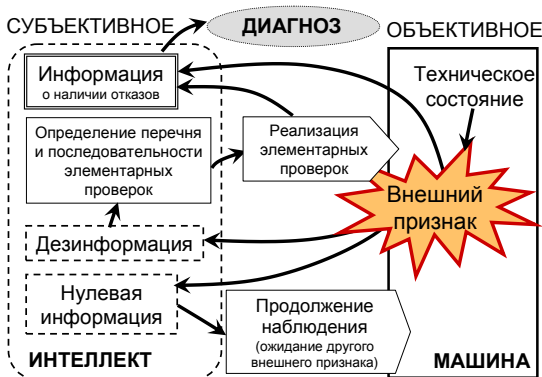 СУБЪЕКТИВНОЕ
ДИАГНОЗ
ОБЪЕКТИВНОЕ
Информация
о наличии отказов
Техническое
состояние
Определение перечня
и последовательности
элементарных
проверок
Реализация
элементарных
проверок
Внешний
признак
Дезинформация
Нулевая
информация
Продолжение
наблюдения
(ожидание другого
внешнего признака)
ИНТЕЛЛЕКТ
МАШИНА